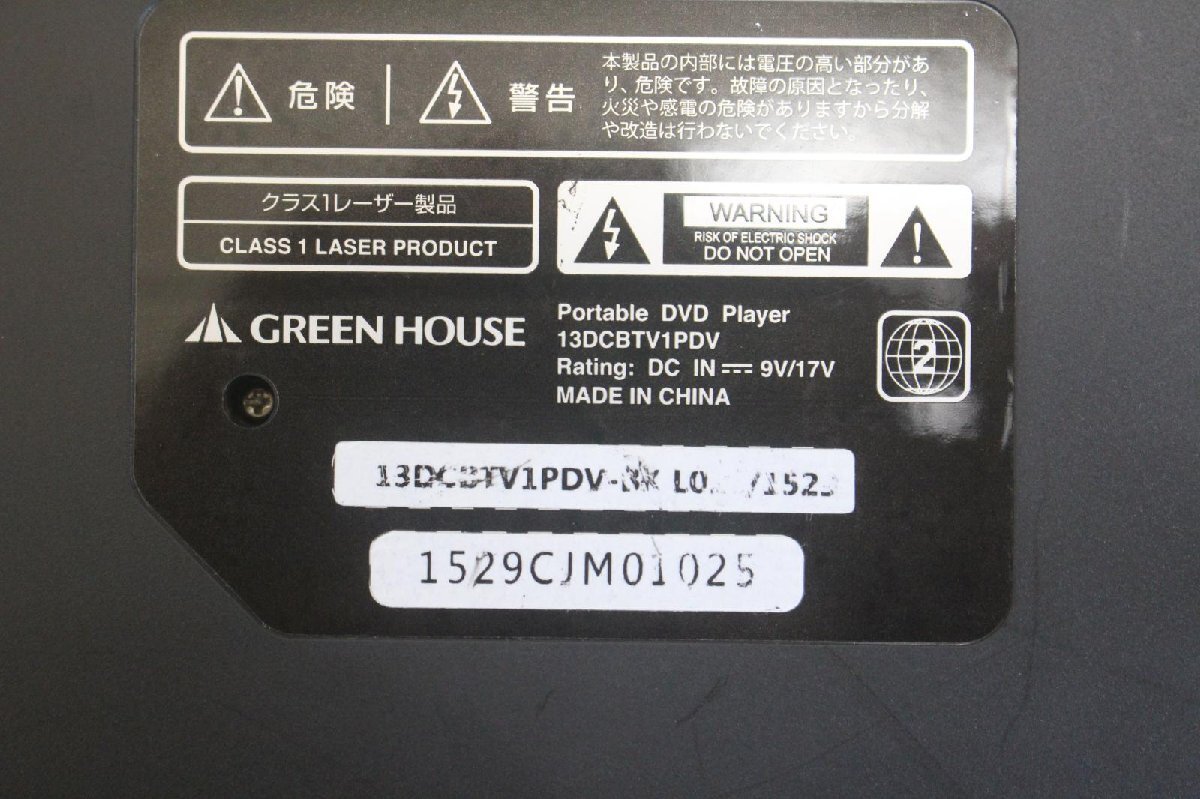 危険
警告
本製品の内部には電圧の高い部分があ
り、危険です。故障の原因となったり、
火災や感電の危険がありますから分解
や改造は行わないでください。
クラス1レーザー製品
CLASS 1 LASER PRODUCT
WARNING
RISK OF ELECTRIC SHOCK
DO NOT OPEN
GREEN HOUSE
Portable DVD Player
13DCBTV1PDV
Rating: DC IN ⎓ 9V/17V
MADE IN CHINA
2
13DCBTV1PDV-BK
1529CJM01025